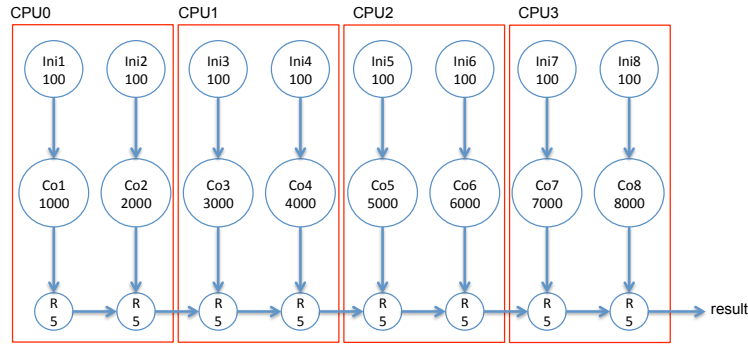 CPU0 CPU1 CPU2 CPU3
Ini1 Ini2 Ini3 Ini4 Ini5 Ini6 Ini7 Ini8
100 100 100 100 100 100 100 100
Co1 Co2 Co3 Co4 Co5 Co6 Co7 Co8
1000 2000 3000 4000 5000 6000 7000 8000
R R R R R R R R
5 5 5 5 5 5 5 5
result